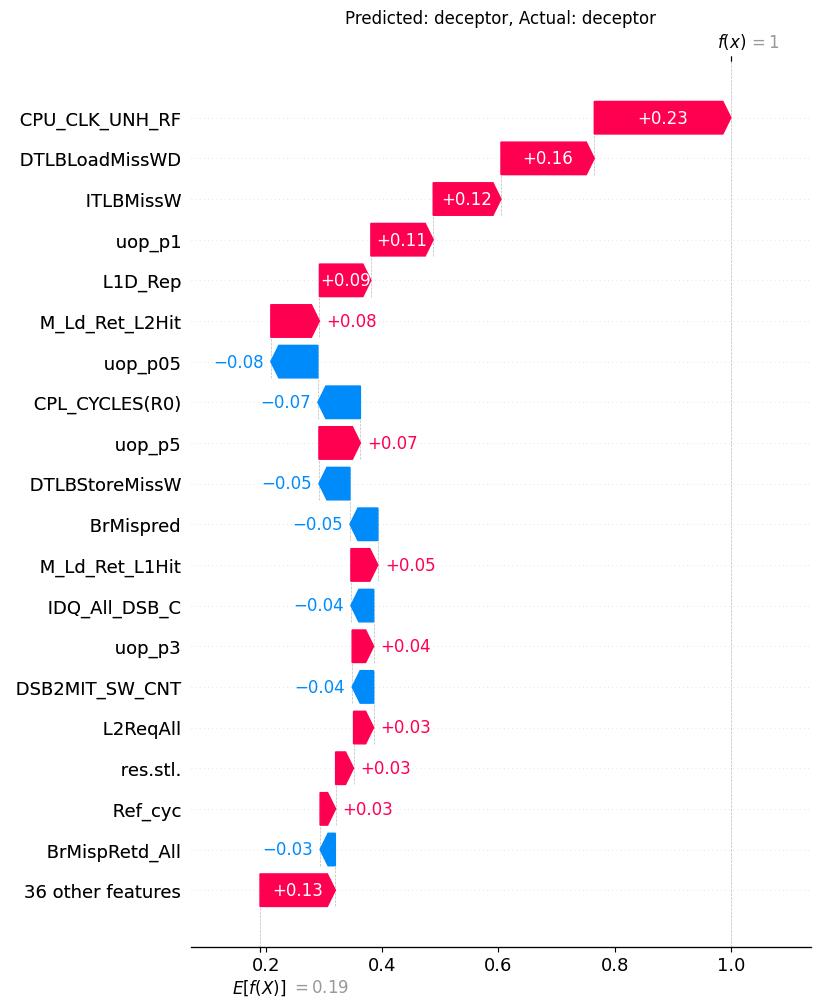 Predicted: deceptor, Actual: deceptor
f(x) = 1
CPU_CLK_UNH_RF +0.23
DTLBLoadMissWD +0.16
ITLBMissW +0.12
uop_p1 +0.11
L1D_Rep +0.09
M_Ld_Ret_L2Hit +0.08
uop_p05 −0.08
CPL_CYCLES(R0) −0.07
uop_p5 +0.07
DTLBStoreMissW −0.05
BrMispred −0.05
M_Ld_Ret_L1Hit +0.05
IDQ_All_DSB_C −0.04
uop_p3 +0.04
DSB2MIT_SW_CNT −0.04
L2ReqAll +0.03
res.stl. +0.03
Ref_cyc +0.03
BrMispRetd_All −0.03
36 other features +0.13
0.2 0.4 0.6 0.8 1.0
E[f(X)] = 0.19